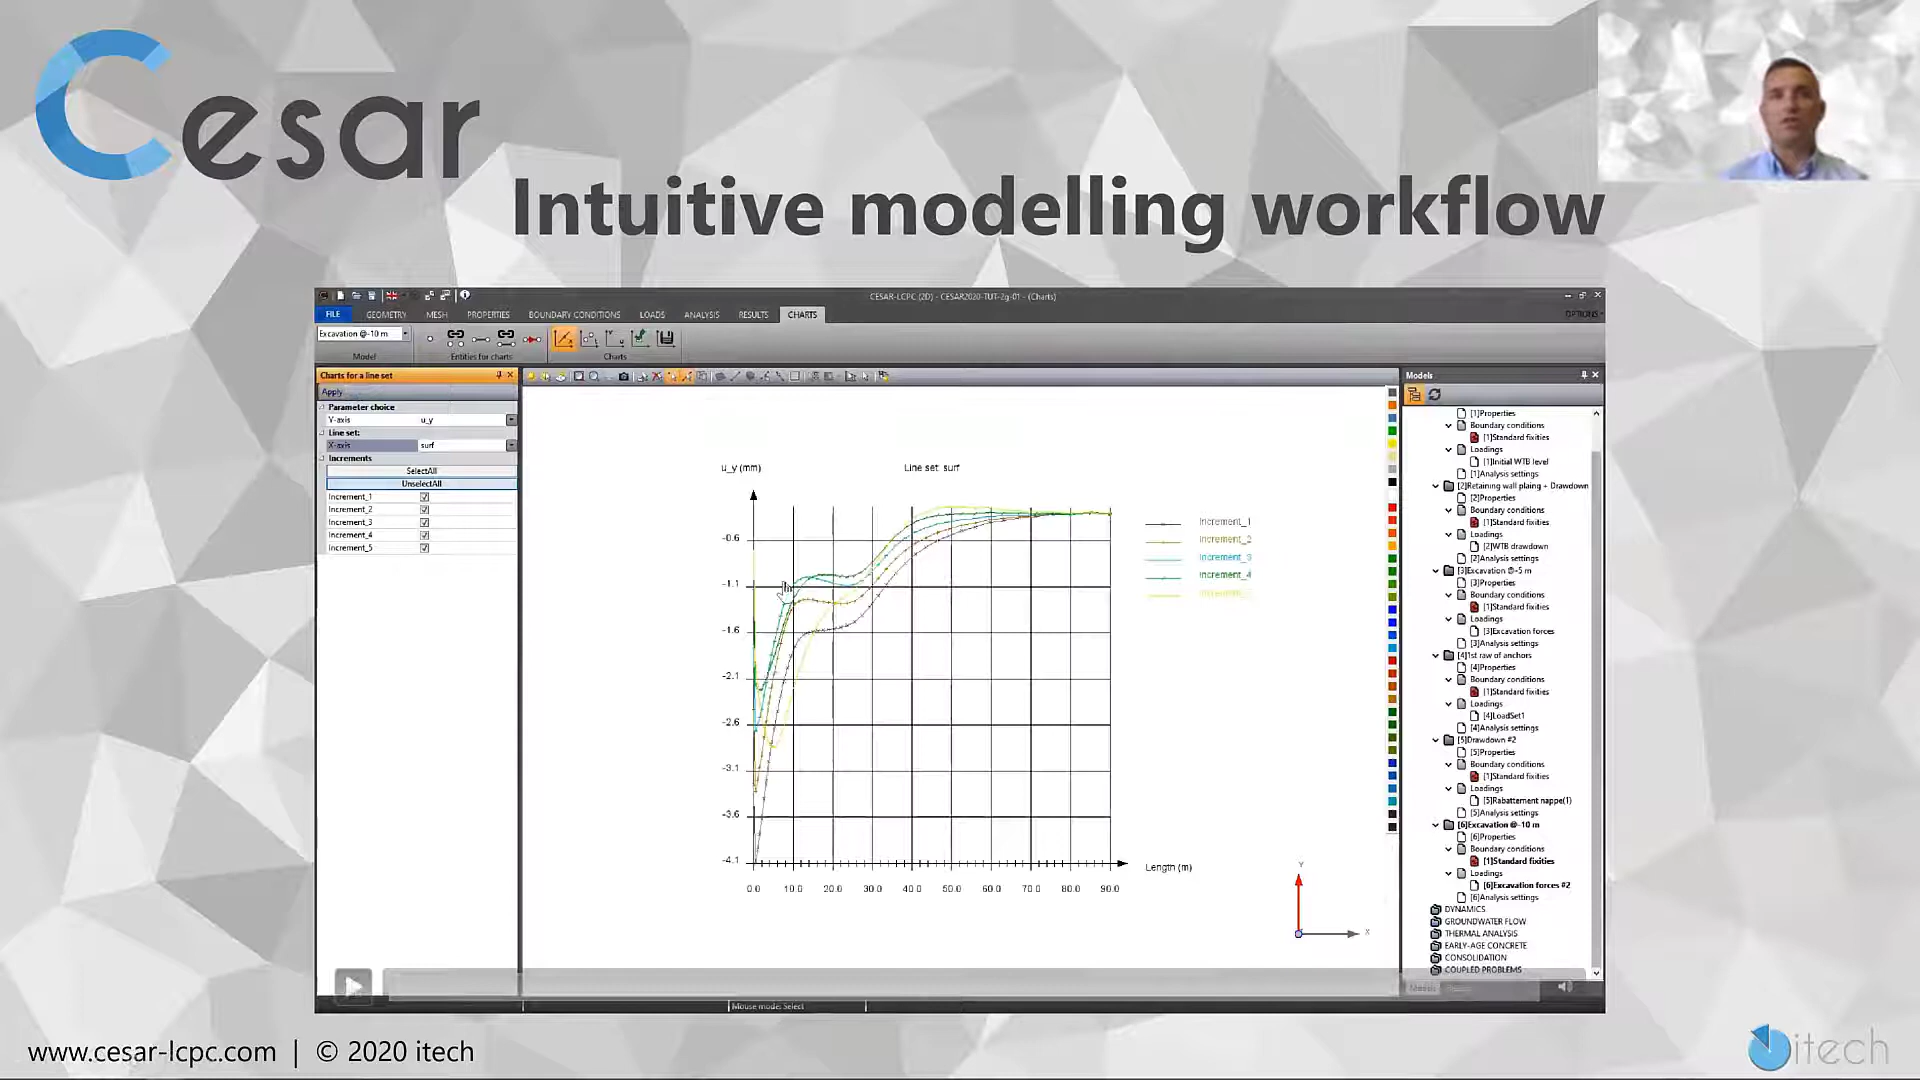 Cesar
Intuitive modelling workflow
CESAR-LCPC (2D) - CESAR2020-TUT-2g-01 - (Charts)
FILE GEOMETRY MESH PROPERTIES BOUNDARY CONDITIONS LOADS ANALYSIS RESULTS CHARTS OPTIONS
Excavation @-10 m
Model Entities for charts Charts
Charts for a line set
Apply
Parameter choice
Y-axis u_y
Line set:
X-axis surf
Increments
SelectAll
UnselectAll
Increment_1
Increment_2
Increment_3
Increment_4
Increment_5
u_y (mm) Line set: surf
-0.6
-1.1
-1.6
-2.1
-2.6
-3.1
-3.6
-4.1
0.0 10.0 20.0 30.0 40.0 50.0 60.0 70.0 80.0 90.0
Length (m)
Increment_1
Increment_2
Increment_3
Increment_4
Y
X
Models
[1]Properties
Boundary conditions
[1]Standard fixities
Loadings
[1]Initial WTB level
[1]Analysis settings
[2]Retaining wall plaing + Drawdown
[2]Properties
Boundary conditions
[1]Standard fixities
Loadings
[2]WTB drawdown
[2]Analysis settings
[3]Excavation @-5 m
[3]Properties
Boundary conditions
[1]Standard fixities
Loadings
[3]Excavation forces
[3]Analysis settings
[4]1st raw of anchors
[4]Properties
Boundary conditions
[1]Standard fixities
Loadings
[4]LoadSet1
[4]Analysis settings
[5]Drawdown #2
[5]Properties
Boundary conditions
[1]Standard fixities
Loadings
[5]Rabattement nappe(1)
[5]Analysis settings
[6]Excavation @-10 m
[6]Properties
Boundary conditions
[1]Standard fixities
Loadings
[6]Excavation forces #2
[6]Analysis settings
DYNAMICS
GROUNDWATER FLOW
THERMAL ANALYSIS
EARLY-AGE CONCRETE
CONSOLIDATION
COUPLED PROBLEMS
Mouse mode: Select
www.cesar-lcpc.com | © 2020 itech
itech